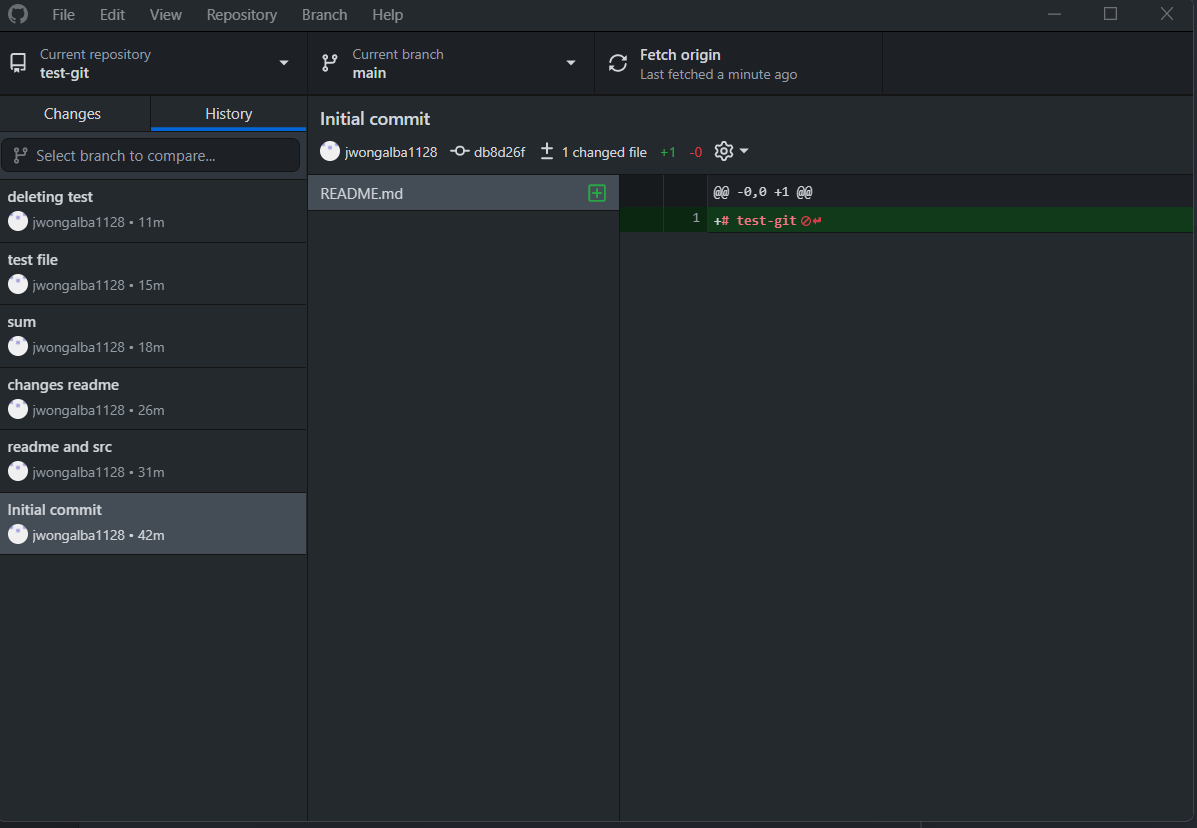 File Edit View Repository Branch Help
Current repository
test-git
Current branch
main
Fetch origin
Last fetched a minute ago
Changes
History
Select branch to compare...
deleting test
jwongalba1128 • 11m
test file
jwongalba1128 • 15m
sum
jwongalba1128 • 18m
changes readme
jwongalba1128 • 26m
readme and src
jwongalba1128 • 31m
Initial commit
jwongalba1128 • 42m
Initial commit
jwongalba1128 db8d26f 1 changed file +1 -0
README.md
@@ -0,0 +1 @@
1 +# test-git